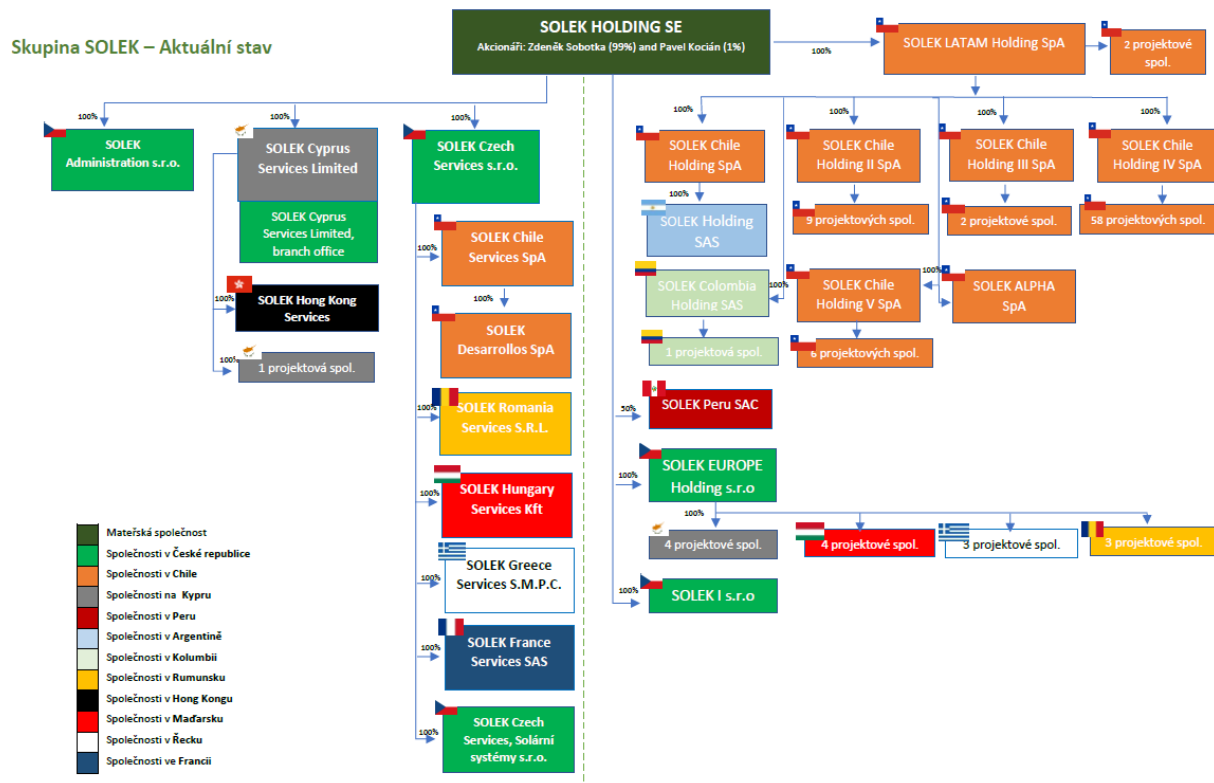 Skupina SOLEK – Aktuální stav
SOLEK HOLDING SE
Akcionáři: Zdeněk Sobotka (99%) and Pavel Kocián (1%)
100%
SOLEK LATAM Holding SpA
2 projektové
spol.
100%
SOLEK
Administration s.r.o.
100%
SOLEK Cyprus
Services Limited
SOLEK Cyprus
Services Limited,
branch office
100%
SOLEK Hong Kong
Services
100%
1 projektová spol.
100%
SOLEK Czech
Services s.r.o.
100%
SOLEK Chile
Services SpA
100%
SOLEK
Desarrollos SpA
100%
SOLEK Romania
Services S.R.L.
100%
SOLEK Hungary
Services Kft
100%
SOLEK Greece
Services S.M.P.C.
100%
SOLEK France
Services SAS
100%
SOLEK Czech
Services, Solární
systémy s.r.o.
100%
SOLEK Chile
Holding SpA
100%
SOLEK Holding
SAS
100%
SOLEK Chile
Holding II SpA
100%
9 projektových spol.
100%
SOLEK Chile
Holding III SpA
100%
2 projektové spol.
100%
SOLEK Chile
Holding IV SpA
100%
58 projektových spol.
SOLEK Colombia
Holding SAS
100%
100%
1 projektová spol.
SOLEK Chile
Holding V SpA
100%
100%
6 projektových spol.
SOLEK ALPHA
SpA
100%
50%
SOLEK Peru SAC
100%
SOLEK EUROPE
Holding s.r.o
100%
4 projektové spol.
4 projektové spol.
3 projektové spol.
3 projektové spol.
100%
SOLEK I s.r.o
Mateřská společnost
Společnosti v České republice
Společnosti v Chile
Společnosti na Kypru
Společnosti v Peru
Společnosti v Argentině
Společnosti v Kolumbii
Společnosti v Rumunsku
Společnosti v Hong Kongu
Společnosti v Maďarsku
Společnosti v Řecku
Společnosti ve Francii